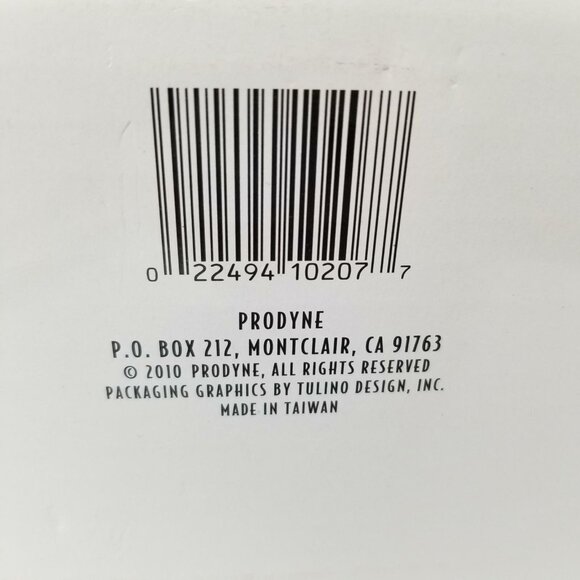 0 22494 10207 7
PRODYNE
P.O. BOX 212, MONTCLAIR, CA 91763
© 2010 PRODYNE, ALL RIGHTS RESERVED
PACKAGING GRAPHICS BY TULINO DESIGN, INC.
MADE IN TAIWAN